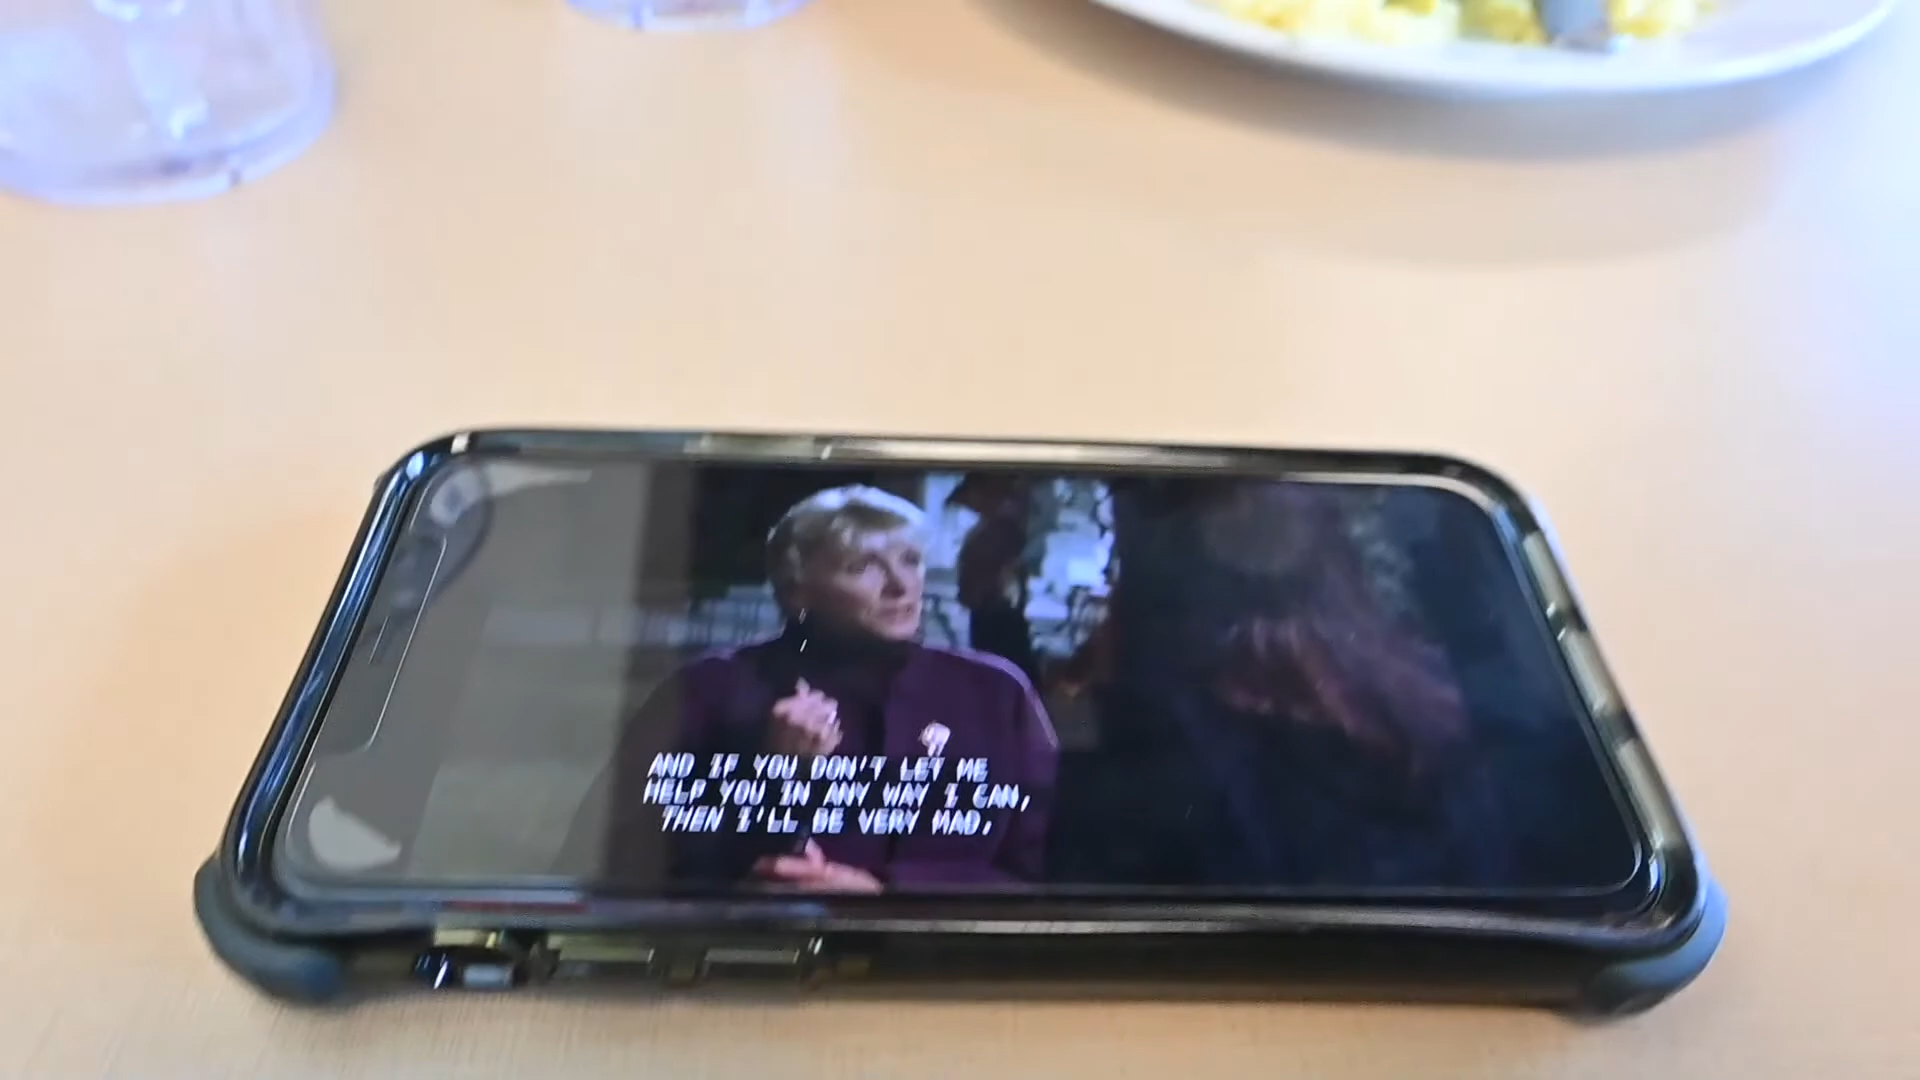 AND IF YOU DON'T LET ME
HELP YOU IN ANY WAY I CAN,
THEN I'LL BE VERY MAD.